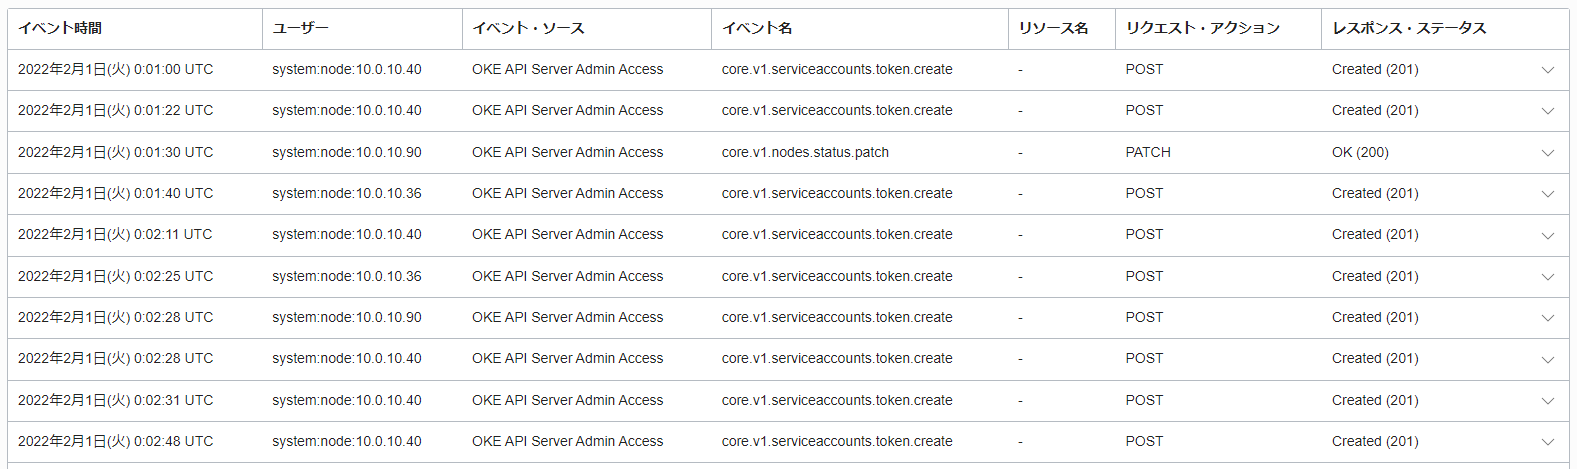 イベント時間 ユーザー イベント・ソース イベント名 リソース名 リクエスト・アクション レスポンス・ステータス
2022年2月1日(火) 0:01:00 UTC system:node:10.0.10.40 OKE API Server Admin Access core.v1.serviceaccounts.token.create - POST Created (201)
2022年2月1日(火) 0:01:22 UTC system:node:10.0.10.40 OKE API Server Admin Access core.v1.serviceaccounts.token.create - POST Created (201)
2022年2月1日(火) 0:01:30 UTC system:node:10.0.10.90 OKE API Server Admin Access core.v1.nodes.status.patch - PATCH OK (200)
2022年2月1日(火) 0:01:40 UTC system:node:10.0.10.36 OKE API Server Admin Access core.v1.serviceaccounts.token.create - POST Created (201)
2022年2月1日(火) 0:02:11 UTC system:node:10.0.10.40 OKE API Server Admin Access core.v1.serviceaccounts.token.create - POST Created (201)
2022年2月1日(火) 0:02:25 UTC system:node:10.0.10.36 OKE API Server Admin Access core.v1.serviceaccounts.token.create - POST Created (201)
2022年2月1日(火) 0:02:28 UTC system:node:10.0.10.90 OKE API Server Admin Access core.v1.serviceaccounts.token.create - POST Created (201)
2022年2月1日(火) 0:02:28 UTC system:node:10.0.10.40 OKE API Server Admin Access core.v1.serviceaccounts.token.create - POST Created (201)
2022年2月1日(火) 0:02:31 UTC system:node:10.0.10.40 OKE API Server Admin Access core.v1.serviceaccounts.token.create - POST Created (201)
2022年2月1日(火) 0:02:48 UTC system:node:10.0.10.40 OKE API Server Admin Access core.v1.serviceaccounts.token.create - POST Created (201)